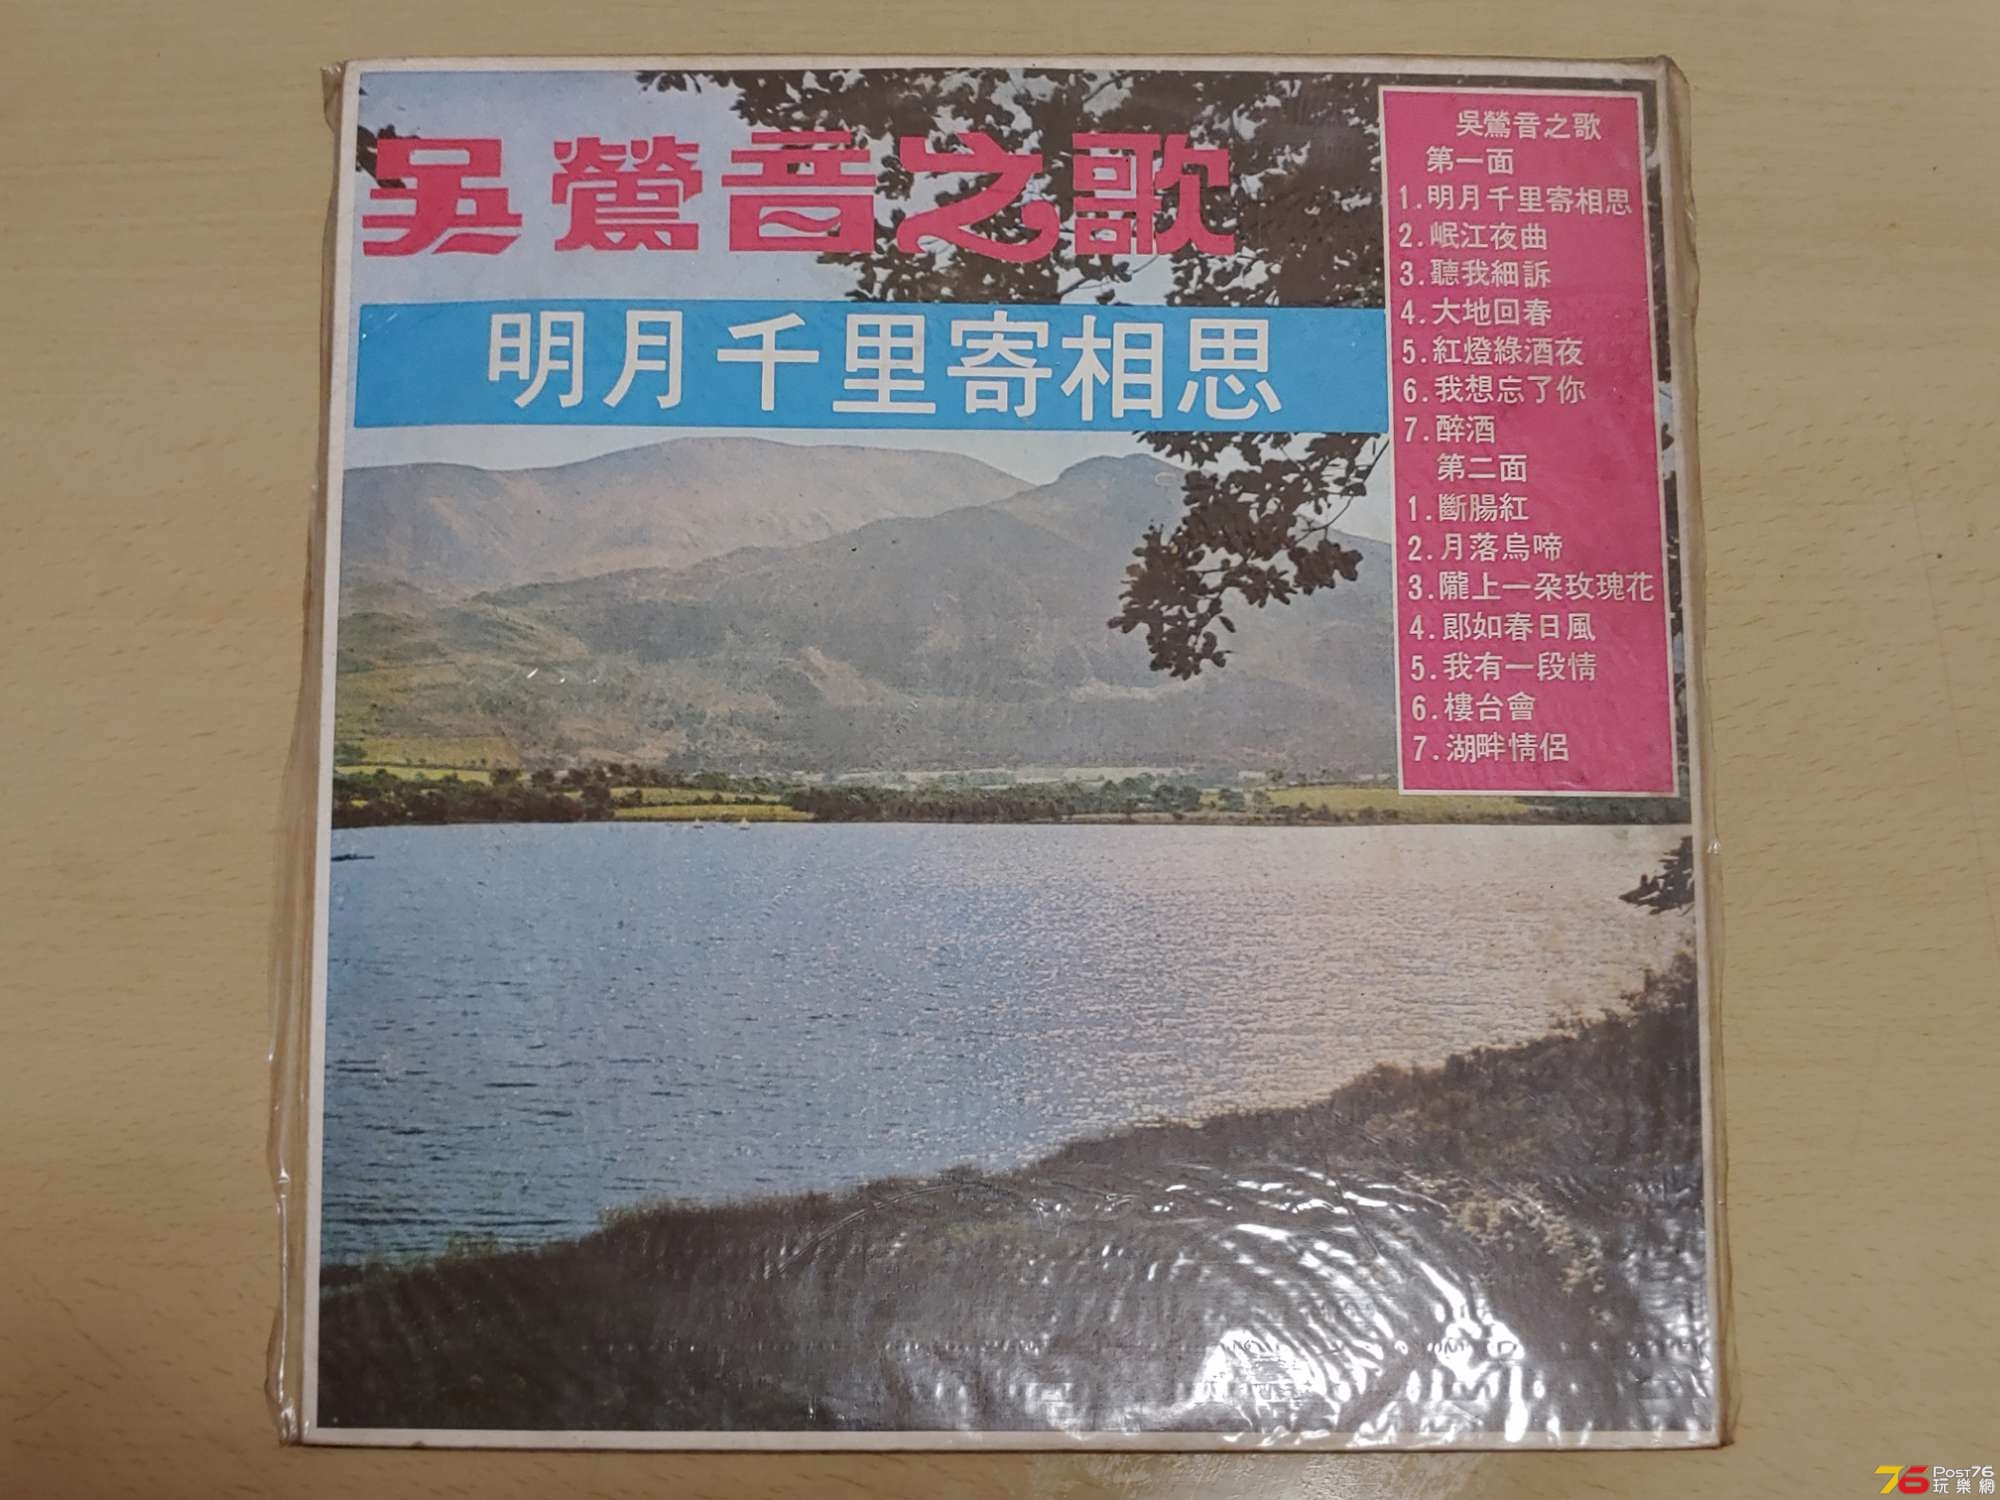 吳鶯音之歌
明月千里寄相思
吳鶯音之歌
第一面
1.明月千里寄相思
2.岷江夜曲
3.聽我細訴
4.大地回春
5.紅燈綠酒夜
6.我想忘了你
7.醉酒
第二面
1.斷腸紅
2.月落烏啼
3.隴上一朶玫瑰花
4.郎如春日風
5.我有一段情
6.樓台會
7.湖畔情侶
76 POST76
玩樂網